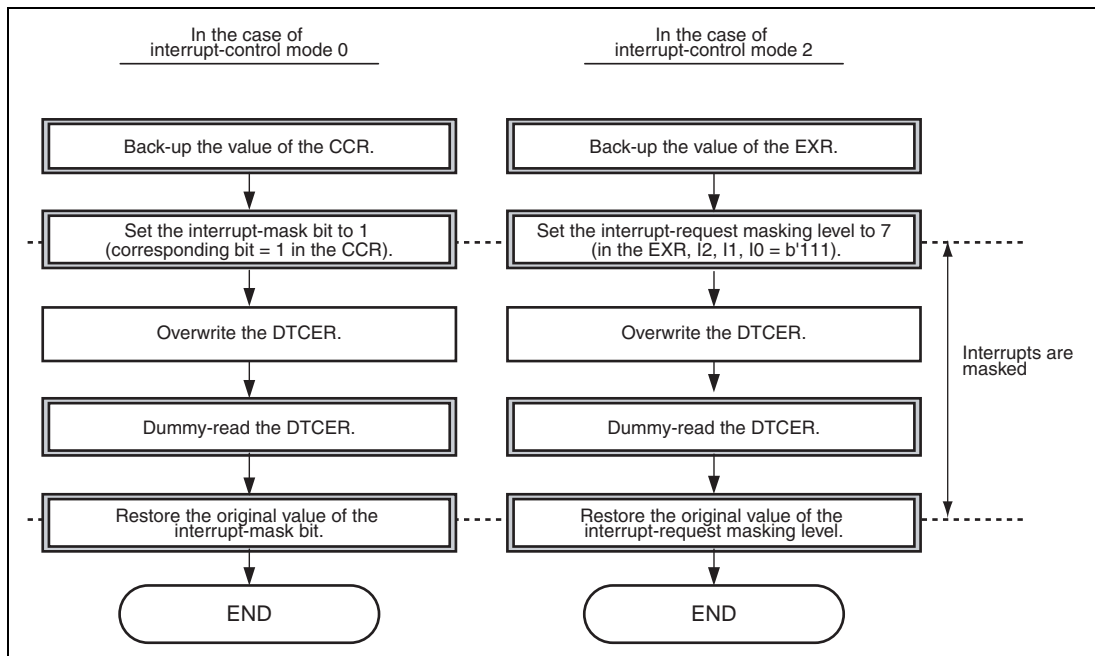 In the case of
interrupt-control mode 0
In the case of
interrupt-control mode 2
Back-up the value of the CCR.
Back-up the value of the EXR.
Set the interrupt-mask bit to 1
(corresponding bit = 1 in the CCR).
Set the interrupt-request masking level to 7
(in the EXR, I2, I1, I0 = b'111).
Overwrite the DTCER.
Overwrite the DTCER.
Interrupts are
masked
Dummy-read the DTCER.
Dummy-read the DTCER.
Restore the original value of the
interrupt-mask bit.
Restore the original value of the
interrupt-request masking level.
END
END